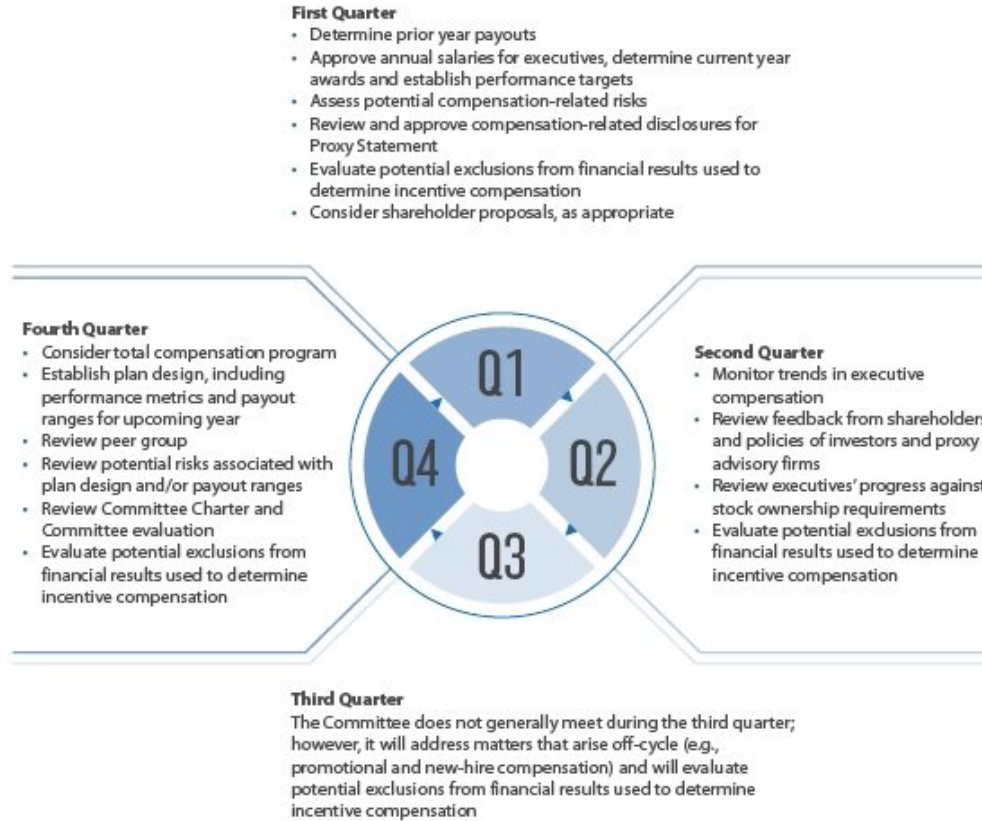 First Quarter
• Determine prior year payouts
• Approve annual salaries for executives, determine current year
awards and establish performance targets
• Assess potential compensation-related risks
• Review and approve compensation-related disclosures for
Proxy Statement
• Evaluate potential exclusions from financial results used to
determine incentive compensation
• Consider shareholder proposals, as appropriate
Q1
Q2
Q3
Q4
Second Quarter
• Monitor trends in executive
compensation
• Review feedback from shareholders
and policies of investors and proxy
advisory firms
• Review executives' progress against
stock ownership requirements
• Evaluate potential exclusions from
financial results used to determine
incentive compensation
Third Quarter
The Committee does not generally meet during the third quarter;
however, it will address matters that arise off-cycle (e.g.,
promotional and new-hire compensation) and will evaluate
potential exclusions from financial results used to determine
incentive compensation
Fourth Quarter
• Consider total compensation program
• Establish plan design, including
performance metrics and payout
ranges for upcoming year
• Review peer group
• Review potential risks associated with
plan design and/or payout ranges
• Review Committee Charter and
Committee evaluation
• Evaluate potential exclusions from
financial results used to determine
incentive compensation